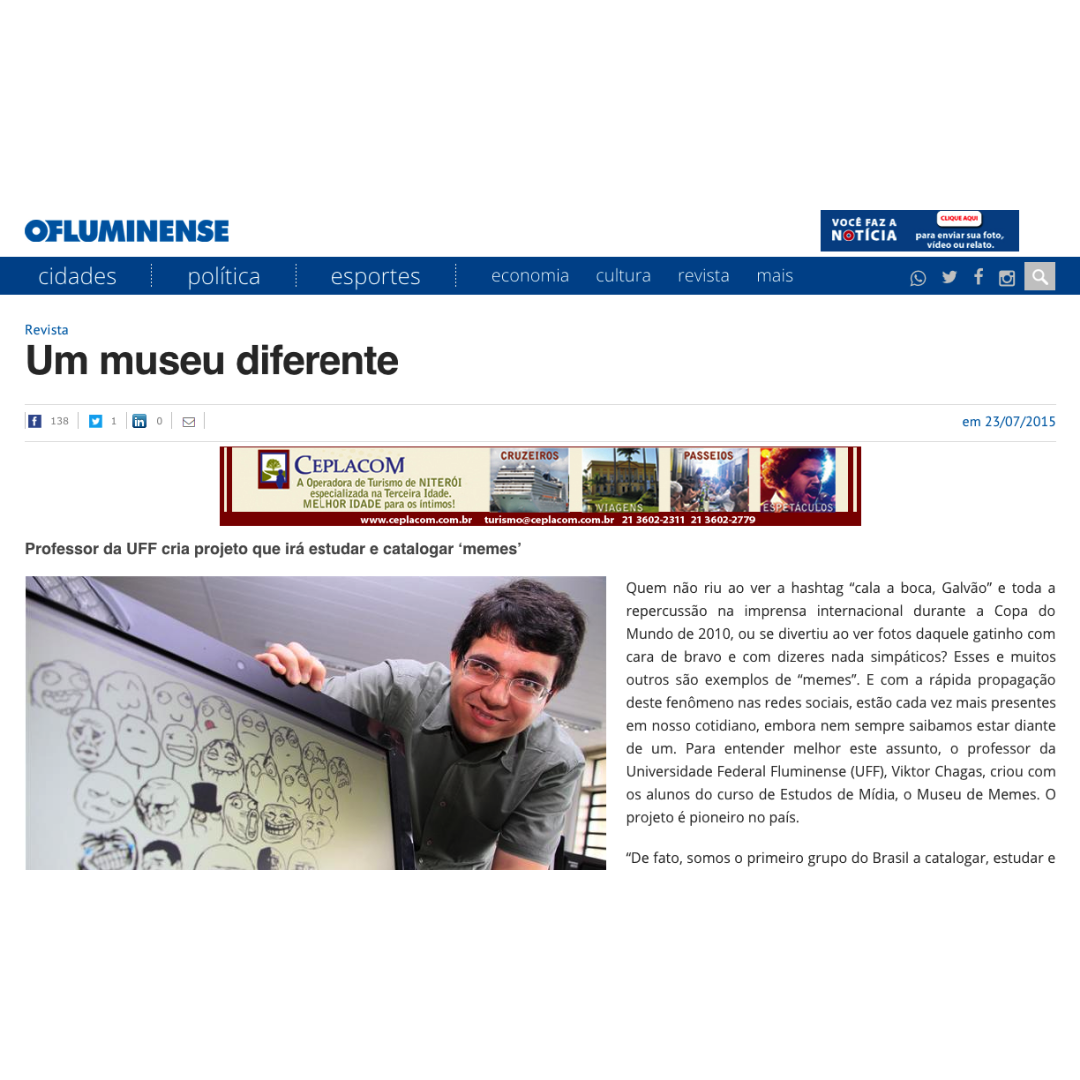 OFLUMINENSE
VOCÊ FAZ A
NOTÍCIA
CLIQUE AQUI
para enviar sua foto,
vídeo ou relato.
cidades política esportes economia cultura revista mais
Revista
Um museu diferente
138 1 0
em 23/07/2015
CEPLACOM
A Operadora de Turismo de NITERÓI
especializada na Terceira Idade.
MELHOR IDADE para os íntimos!
CRUZEIROS
VIAGENS
PASSEIOS
ESPETÁCULOS
www.ceplacom.com.br turismo@ceplacom.com.br 21 3602-2311 21 3602-2779
Professor da UFF cria projeto que irá estudar e catalogar ‘memes’
Quem não riu ao ver a hashtag “cala a boca, Galvão” e toda a
repercussão na imprensa internacional durante a Copa do
Mundo de 2010, ou se divertiu ao ver fotos daquele gatinho com
cara de bravo e com dizeres nada simpáticos? Esses e muitos
outros são exemplos de “memes”. E com a rápida propagação
deste fenômeno nas redes sociais, estão cada vez mais presentes
em nosso cotidiano, embora nem sempre saibamos estar diante
de um. Para entender melhor este assunto, o professor da
Universidade Federal Fluminense (UFF), Viktor Chagas, criou com
os alunos do curso de Estudos de Mídia, o Museu de Memes. O
projeto é pioneiro no país.
“De fato, somos o primeiro grupo do Brasil a catalogar, estudar e